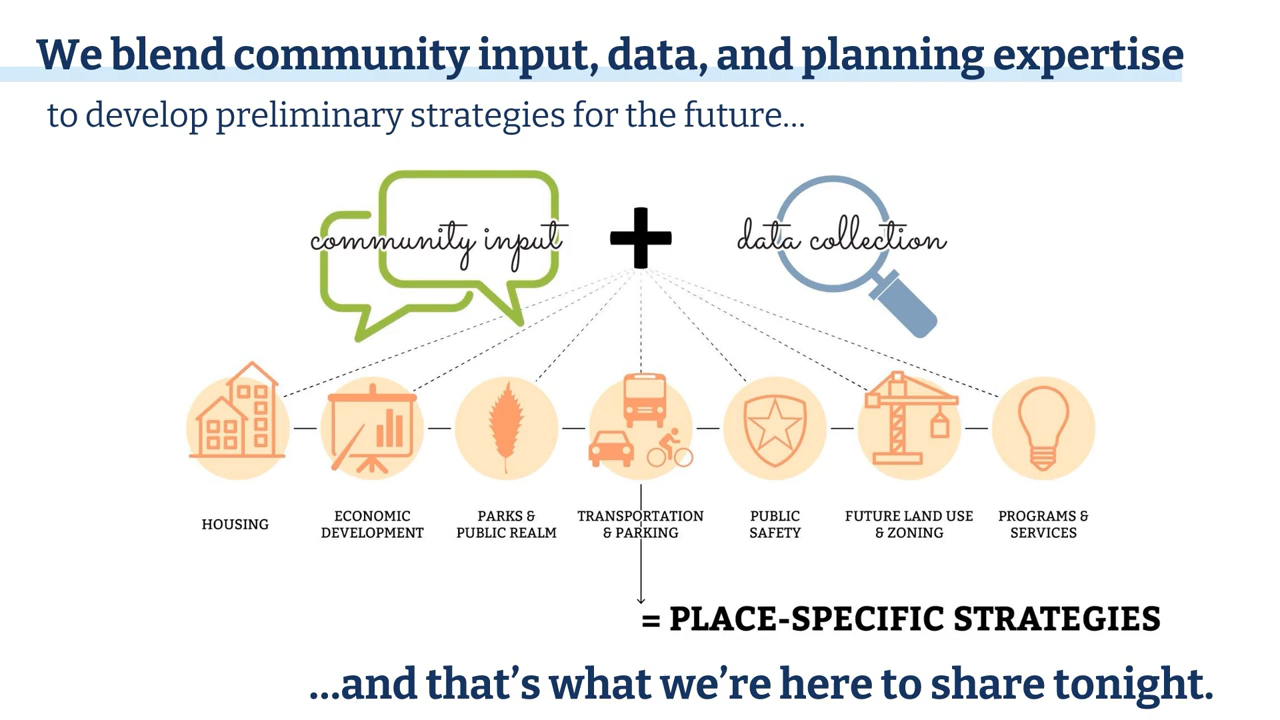 We blend community input, data, and planning expertise
to develop preliminary strategies for the future...
community input
+
data collection
HOUSING
ECONOMIC
DEVELOPMENT
PARKS &
PUBLIC REALM
TRANSPORTATION
& PARKING
PUBLIC
SAFETY
FUTURE LAND USE
& ZONING
PROGRAMS &
SERVICES
= PLACE-SPECIFIC STRATEGIES
...and that's what we're here to share tonight.